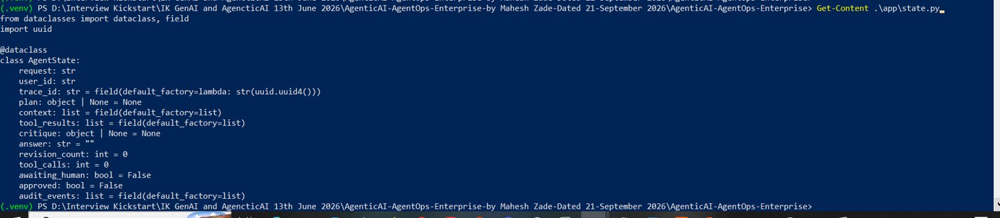 (.venv) PS D:\Interview Kickstart\IK GenAI and AgencticAI 13th June 2026\AgenticAI-AgentOps-Enterprise-by Mahesh Zade-Dated 21-September 2026\AgenticAI-AgentOps-Enterprise> Get-Content .\app\state.py
from dataclasses import dataclass, field
import uuid

@dataclass
class AgentState:
    request: str
    user_id: str
    trace_id: str = field(default_factory=lambda: str(uuid.uuid4()))
    plan: object | None = None
    context: list = field(default_factory=list)
    tool_results: list = field(default_factory=list)
    critique: object | None = None
    answer: str = ""
    revision_count: int = 0
    tool_calls: int = 0
    awaiting_human: bool = False
    approved: bool = False
    audit_events: list = field(default_factory=list)
(.venv) PS D:\Interview Kickstart\IK GenAI and AgencticAI 13th June 2026\AgenticAI-AgentOps-Enterprise-by Mahesh Zade-Dated 21-September 2026\AgenticAI-AgentOps-Enterprise>